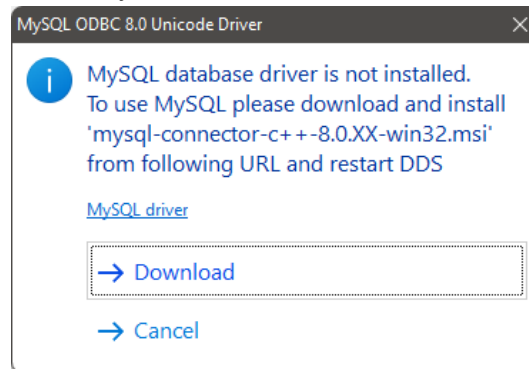 MySQL ODBC 8.0 Unicode Driver
MySQL database driver is not installed.
To use MySQL please download and install
'mysql-connector-c++-8.0.XX-win32.msi'
from following URL and restart DDS
MySQL driver
Download
Cancel